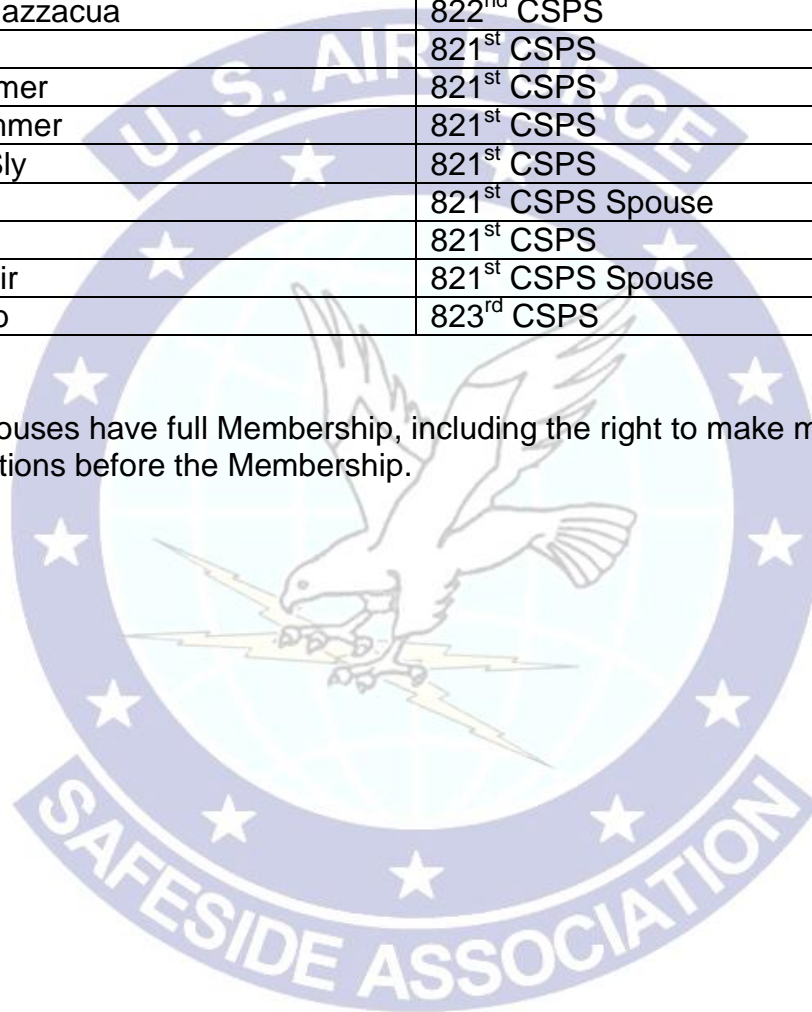 azzacua 822nd CSPS
821st CSPS
mer 821st CSPS
nmer 821st CSPS
Sly 821st CSPS
821st CSPS Spouse
821st CSPS
ir 821st CSPS Spouse
o 823rd CSPS
ouses have full Membership, including the right to make m
tions before the Membership.
U. S. AIR FORCE
SAFESIDE ASSOCIATION